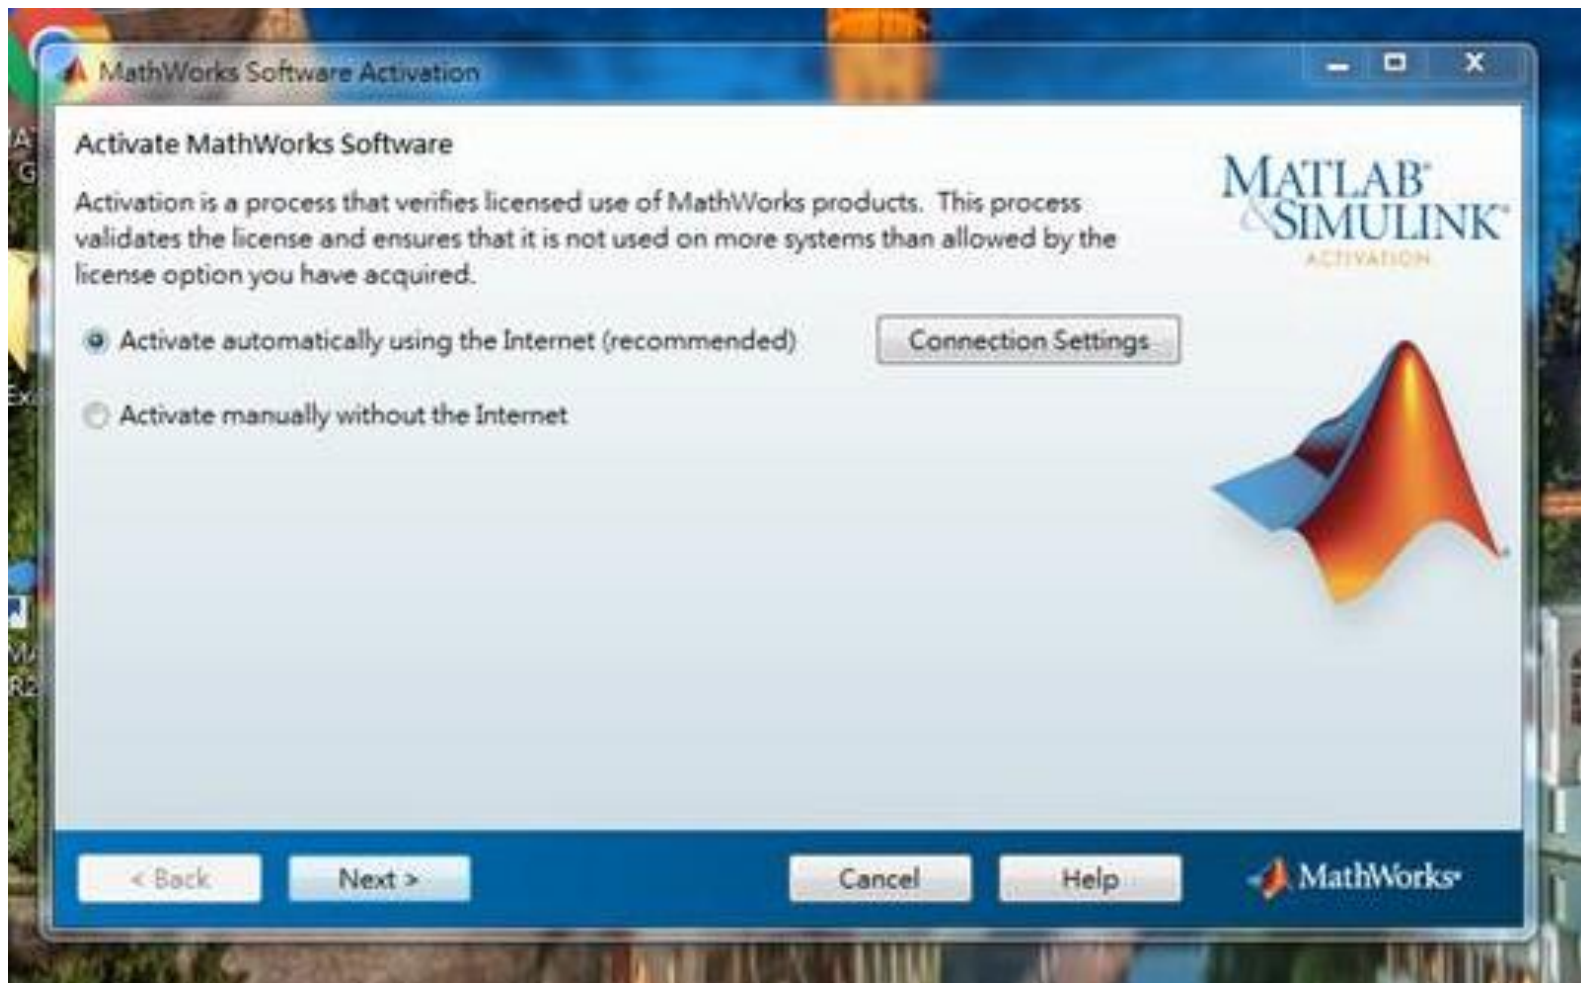 MathWorks Software Activation
Activate MathWorks Software
Activation is a process that verifies licensed use of MathWorks products. This process
validates the license and ensures that it is not used on more systems than allowed by the
license option you have acquired.
MATLAB®
&SIMULINK®
ACTIVATION
Activate automatically using the Internet (recommended)
Connection Settings
Activate manually without the Internet
< Back
Next >
Cancel
Help
MathWorks®